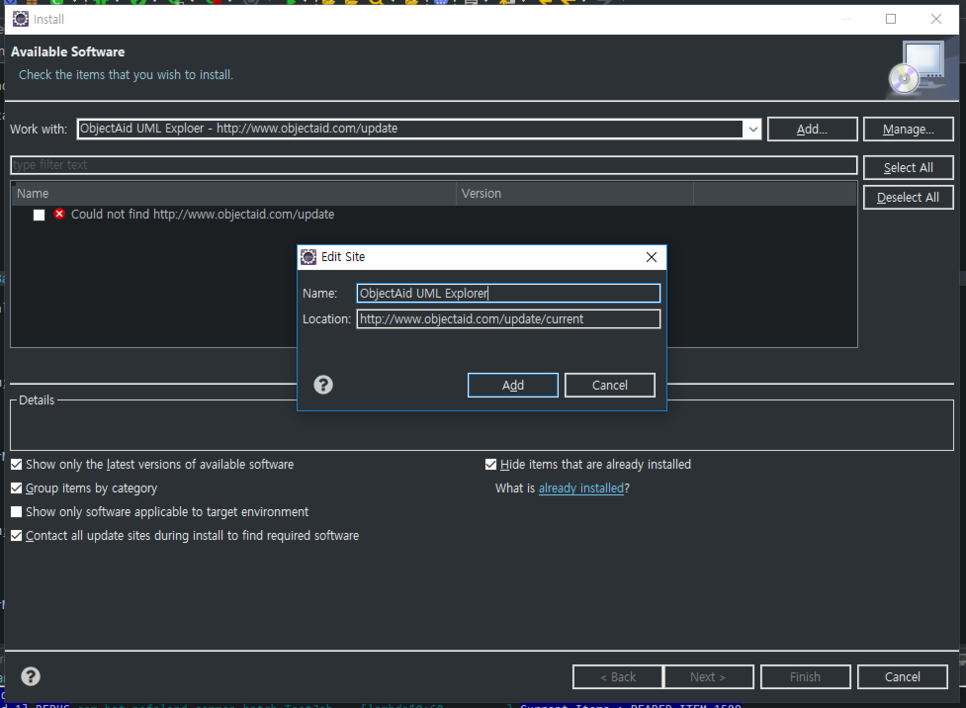 Install
Available Software
Check the items that you wish to install.
Work with: ObjectAid UML Exploer - http://www.objectaid.com/update Add... Manage...
type filter text Select All
Name Version Deselect All
Could not find http://www.objectaid.com/update
Edit Site
Name: ObjectAid UML Explorer
Location: http://www.objectaid.com/update/current
Add Cancel
Details
Show only the latest versions of available software Hide items that are already installed
Group items by category What is already installed?
Show only software applicable to target environment
Contact all update sites during install to find required software
< Back Next > Finish Cancel